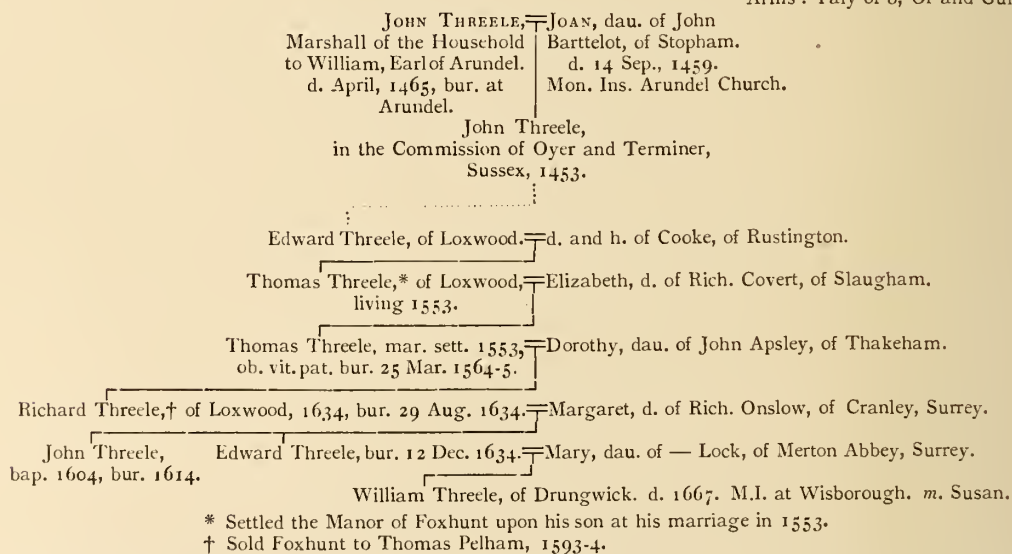 Arms: Paly of 8, Or and
JOHN THREELE, JOAN, dau. of John
Marshall of the Household Barttelot, of Stopham.
to William, Earl of Arundel. d. 14 Sep., 1459.
d. April, 1465, bur. at Mon. Ins. Arundel Church.
Arundel.
John Threele,
in the Commission of Oyer and Terminer,
Sussex, 1453.
Edward Threele, of Loxwood. d. and h. of Cooke, of Rustington.
Thomas Threele,* of Loxwood, Elizabeth, d. of Rich. Covert, of Slaugham.
living 1553.
Thomas Threele, mar. sett. 1553, Dorothy, dau. of John Apsley, of Thakeham.
ob. vit. pat. bur. 25 Mar. 1564-5.
Richard Threele,† of Loxwood, 1634, bur. 29 Aug. 1634. Margaret, d. of Rich. Onslow, of Cranley, Surrey.
John Threele, Edward Threele, bur. 12 Dec. 1634. Mary, dau. of — Lock, of Merton Abbey, Surrey.
bap. 1604, bur. 1614.
William Threele, of Drungwick. d. 1667. M.I. at Wisborough. m. Susan.
* Settled the Manor of Foxhunt upon his son at his marriage in 1553.
† Sold Foxhunt to Thomas Pelham, 1593-4.